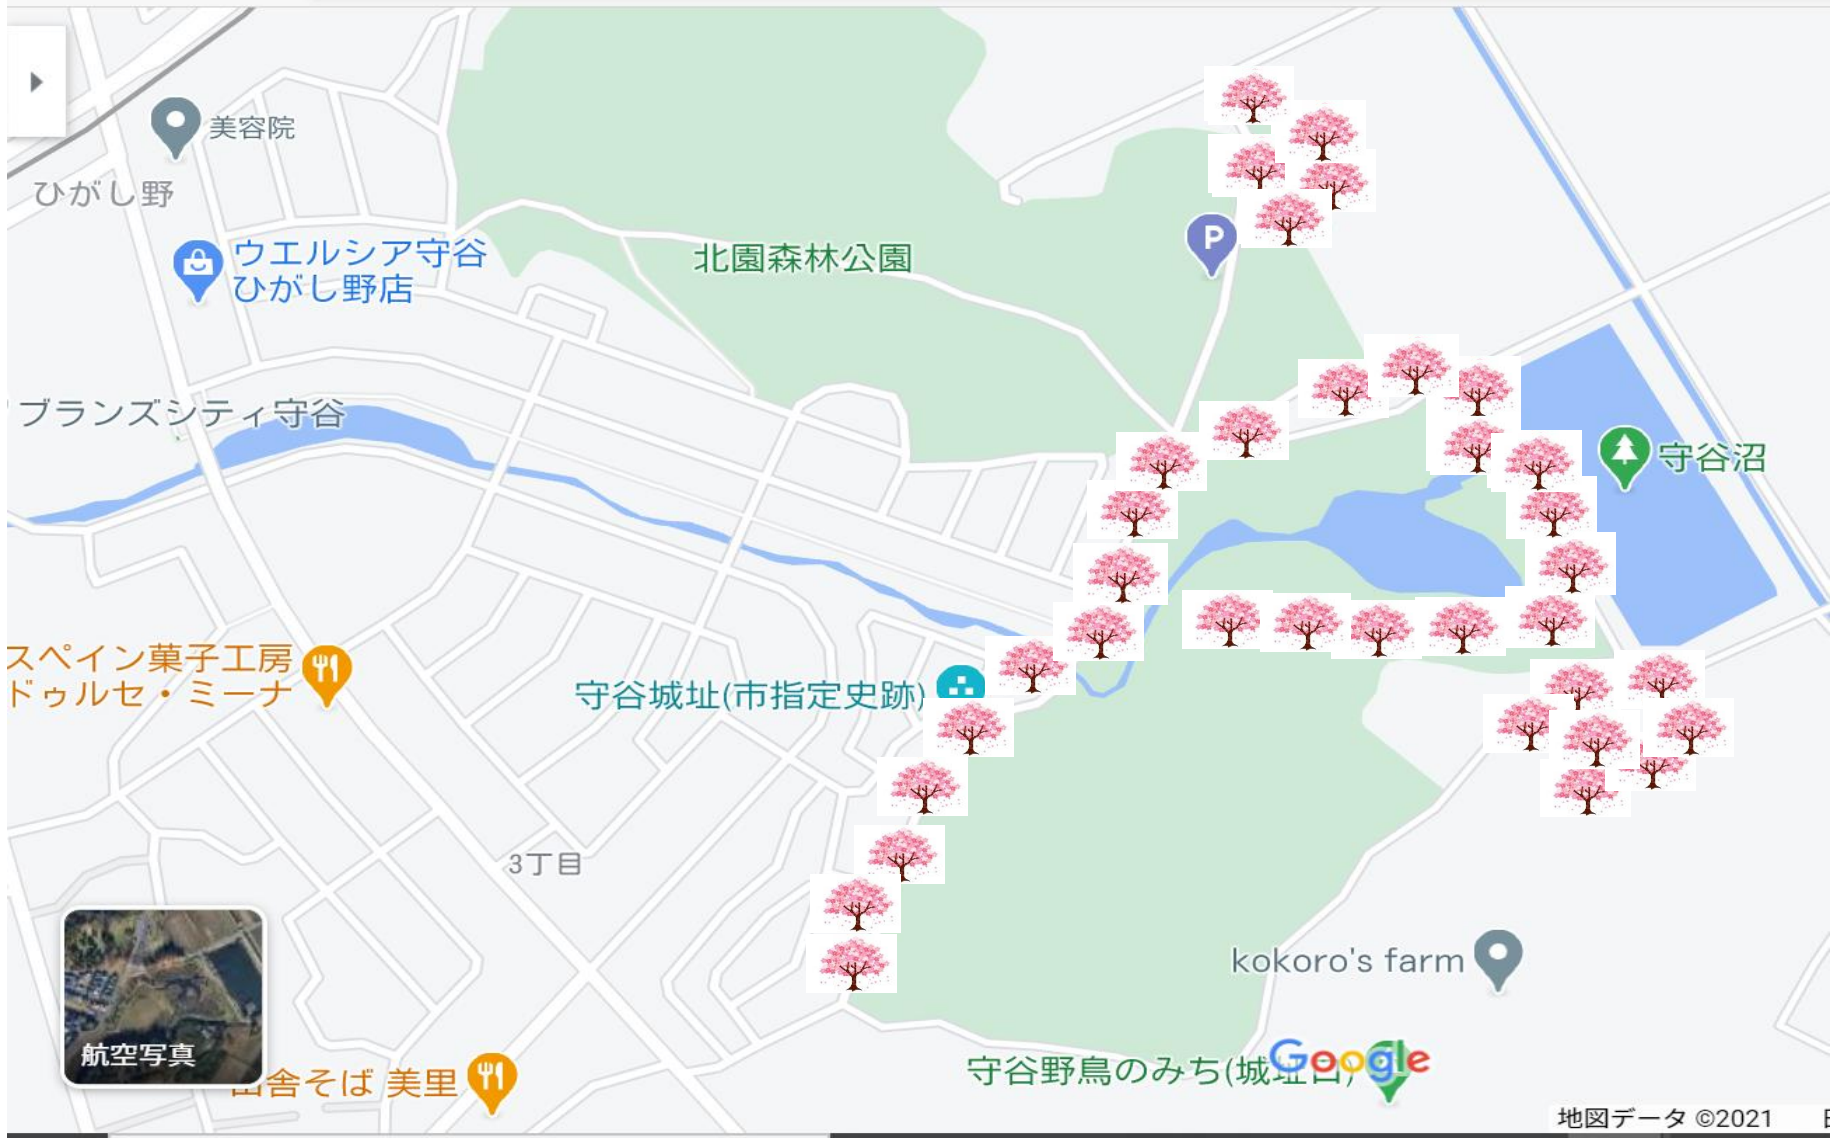 美容院
ひがし野
ウエルシア守谷
ひがし野店
北園森林公園
P
ブランズシティ守谷
守谷沼
スペイン菓子工房
ドゥルセ・ミーナ
守谷城址(市指定史跡)
3丁目
kokoro's farm
航空写真
舎そば 美里
守谷野鳥のみち(城址口)
Google
地図データ ©2021